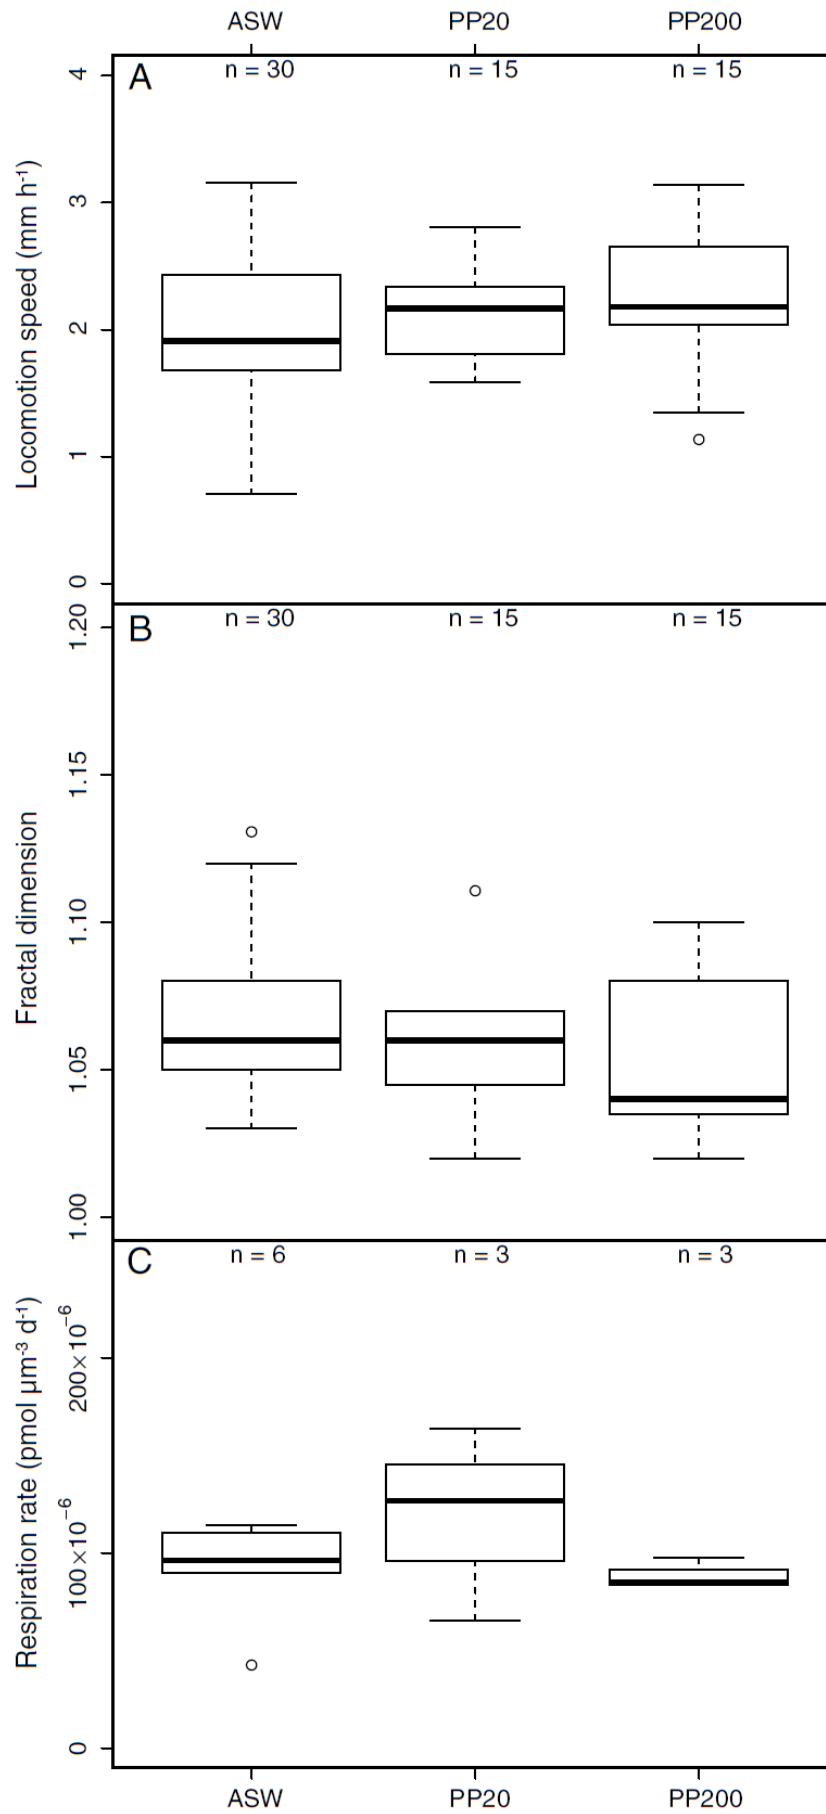 ASW PP20 PP200
A n = 30 n = 15 n = 15
4
3
2
1
0
Locomotion speed (mm h⁻¹)
B n = 30 n = 15 n = 15
1.20
1.15
1.10
1.05
1.00
Fractal dimension
C n = 6 n = 3 n = 3
200×10⁻⁶
100×10⁻⁶
0
Respiration rate (pmol µm⁻³ d⁻¹)
ASW PP20 PP200